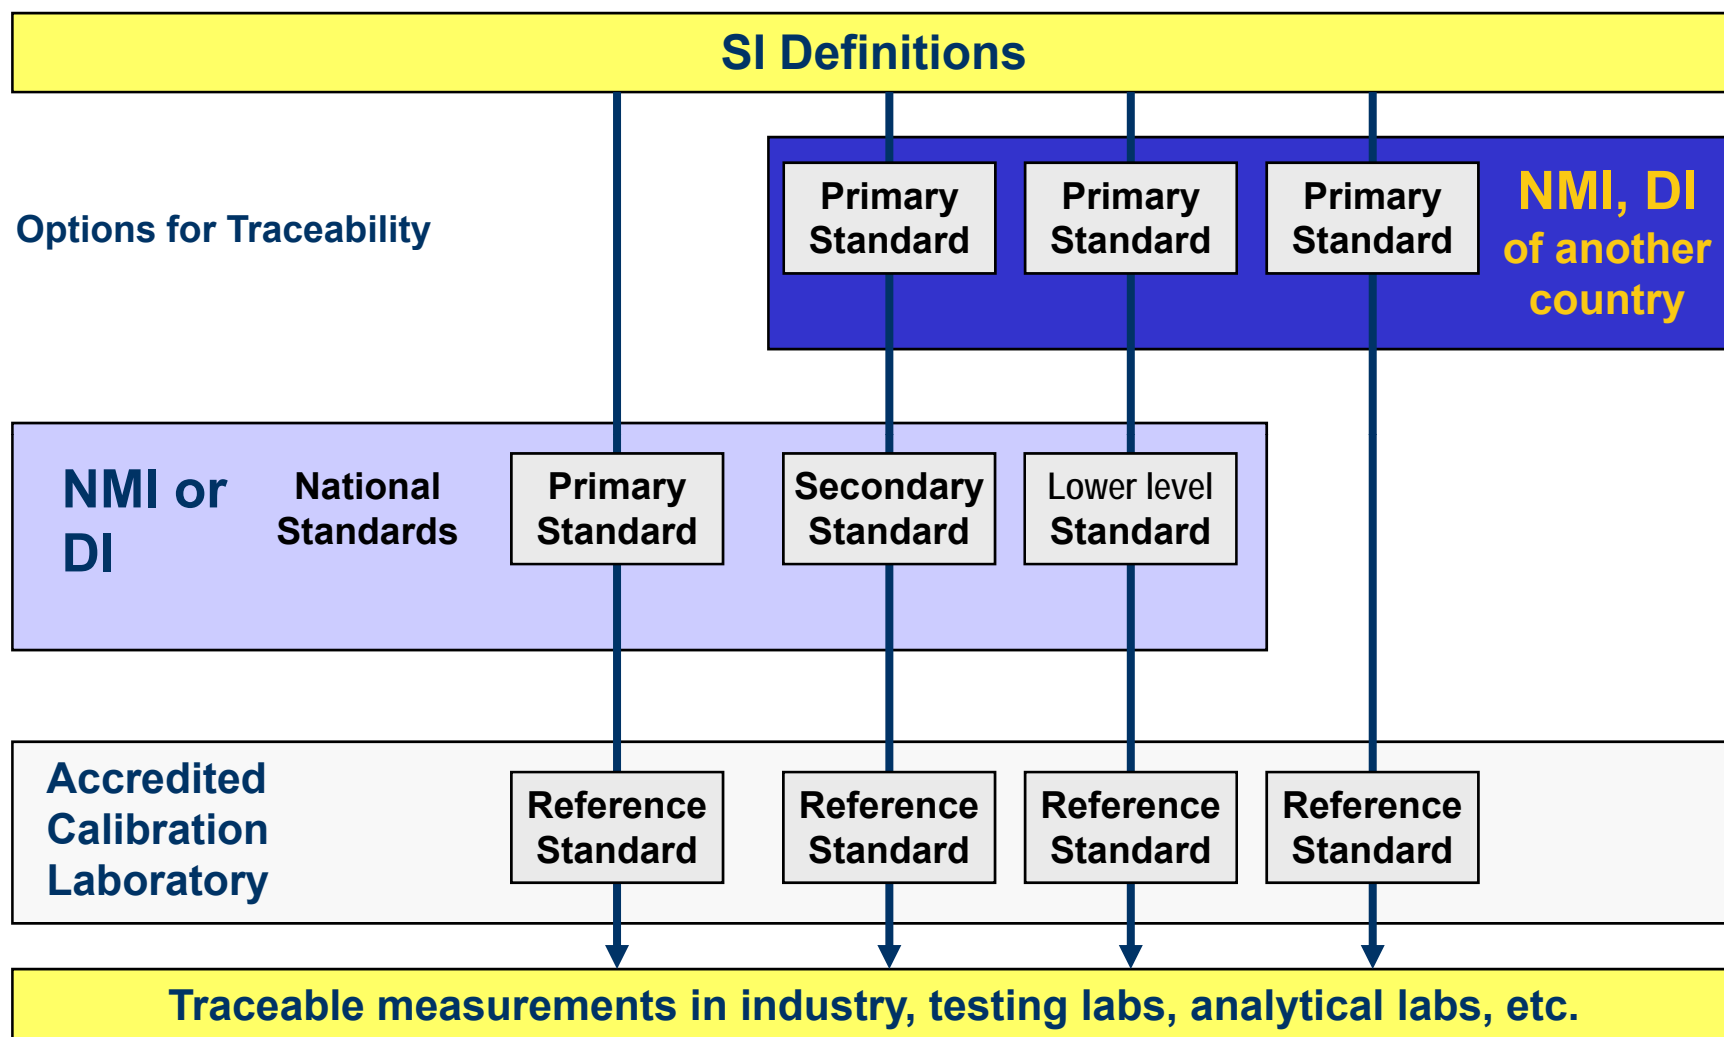 SI Definitions
Options for Traceability
Primary
Standard
Primary
Standard
Primary
Standard
NMI, DI
of another
country
NMI or
DI
National
Standards
Primary
Standard
Secondary
Standard
Lower level
Standard
Accredited
Calibration
Laboratory
Reference
Standard
Reference
Standard
Reference
Standard
Reference
Standard
Traceable measurements in industry, testing labs, analytical labs, etc.